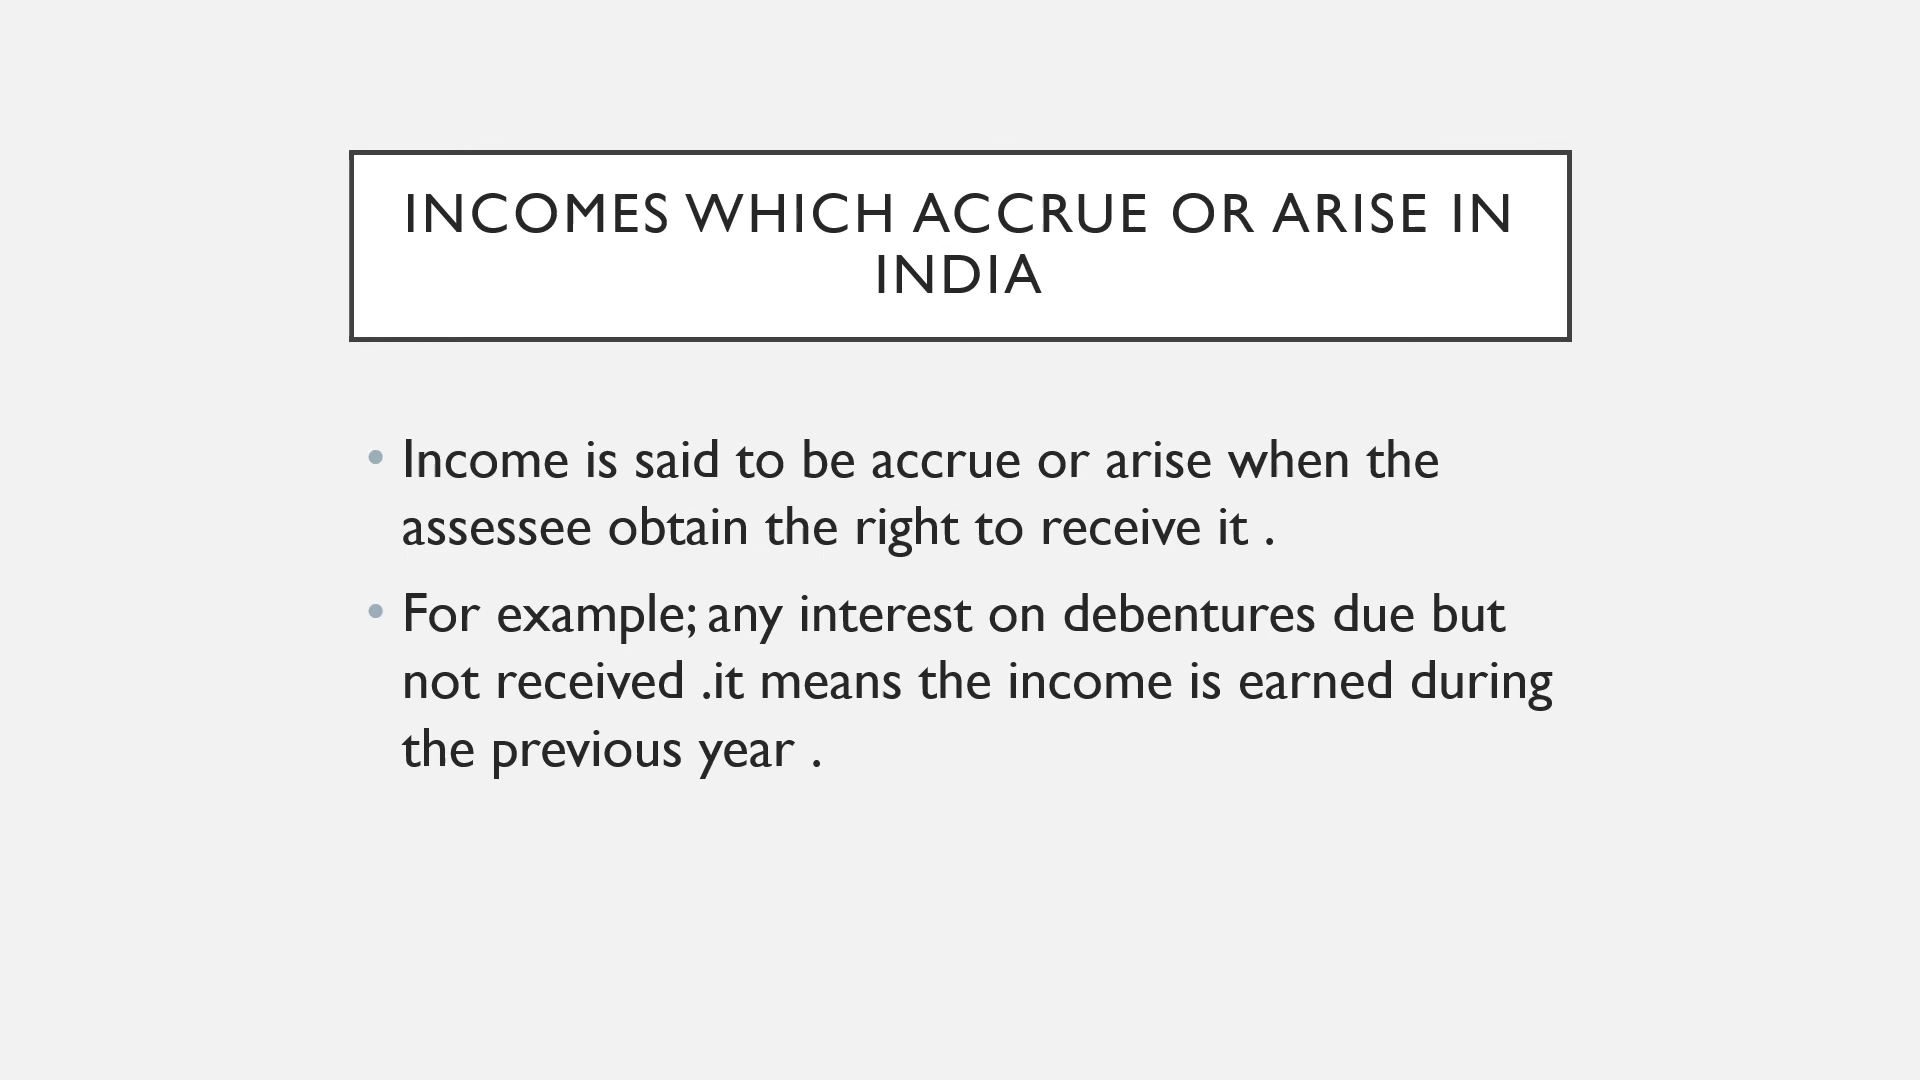 INCOMES WHICH ACCRUE OR ARISE IN
INDIA
• Income is said to be accrue or arise when the
assessee obtain the right to receive it .
• For example; any interest on debentures due but
not received .it means the income is earned during
the previous year .